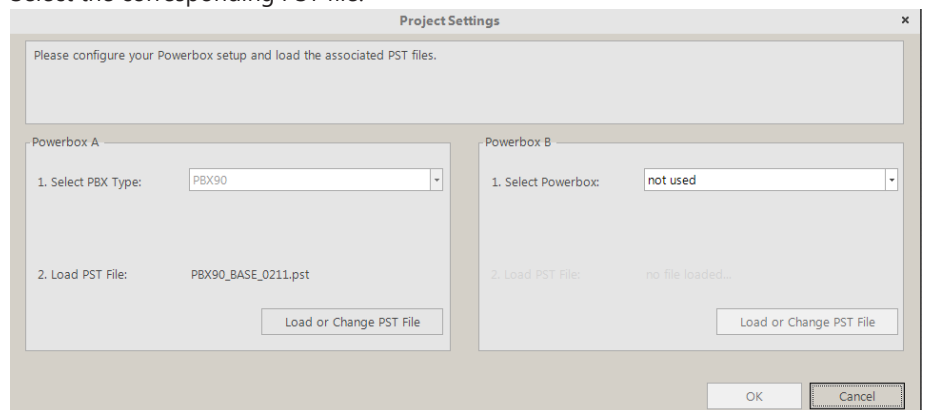 Select the corresponding PST file.
Project Settings ×
Please configure your Powerbox setup and load the associated PST files.
Powerbox A
1. Select PBX Type: PBX90
2. Load PST File: PBX90_BASE_0211.pst
Load or Change PST File
Powerbox B
1. Select Powerbox: not used
2. Load PST File: no file loaded...
Load or Change PST File
OK Cancel